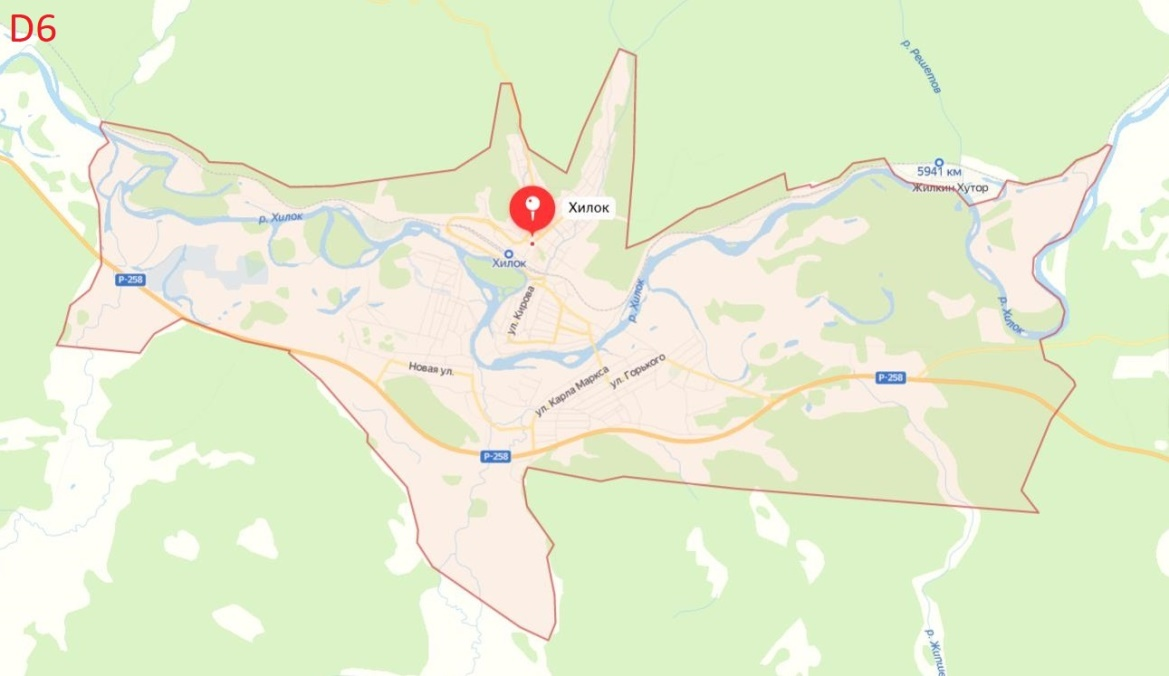 D6
р. Решетов
5941 км
Жилкин Хутор
р. Хилок
Хилок
Хилок
Р-258
ул. Кирова
р. Хилок
р. Хилок
Новая ул.
ул. Карла Маркса
ул. Горького
Р-258
Р-258